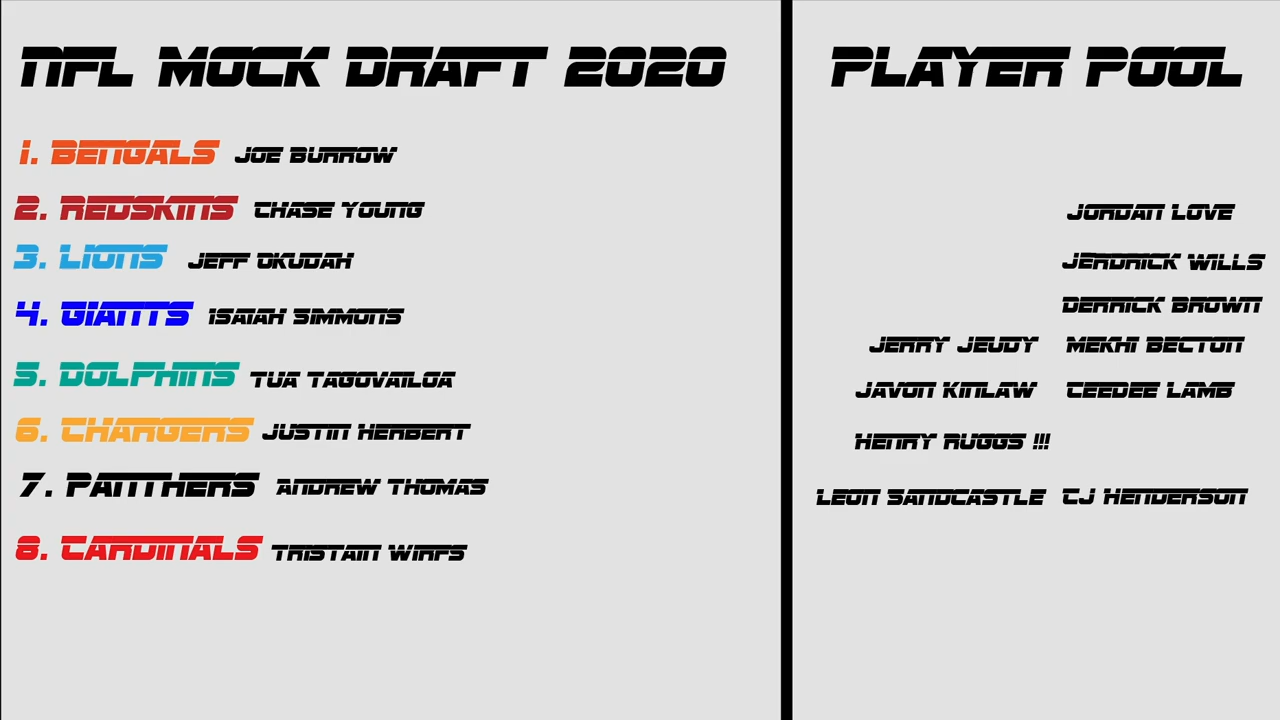 NFL MOCK DRAFT 2020
1. BENGALS JOE BURROW
2. REDSKINS CHASE YOUNG
3. LIONS JEFF OKUDAH
4. GIANTS ISAIAH SIMMONS
5. DOLPHINS TUA TAGOVAILOA
6. CHARGERS JUSTIN HERBERT
7. PANTHERS ANDREW THOMAS
8. CARDINALS TRISTAIN WIRFS
PLAYER POOL
JORDAN LOVE
JERDRICK WILLS
DERRICK BROWN
JERRY JEUDY MEKHI BECTON
JAVON KINLAW CEEDEE LAMB
HENRY RUGGS !!!
LEON SANDCASTLE CJ HENDERSON